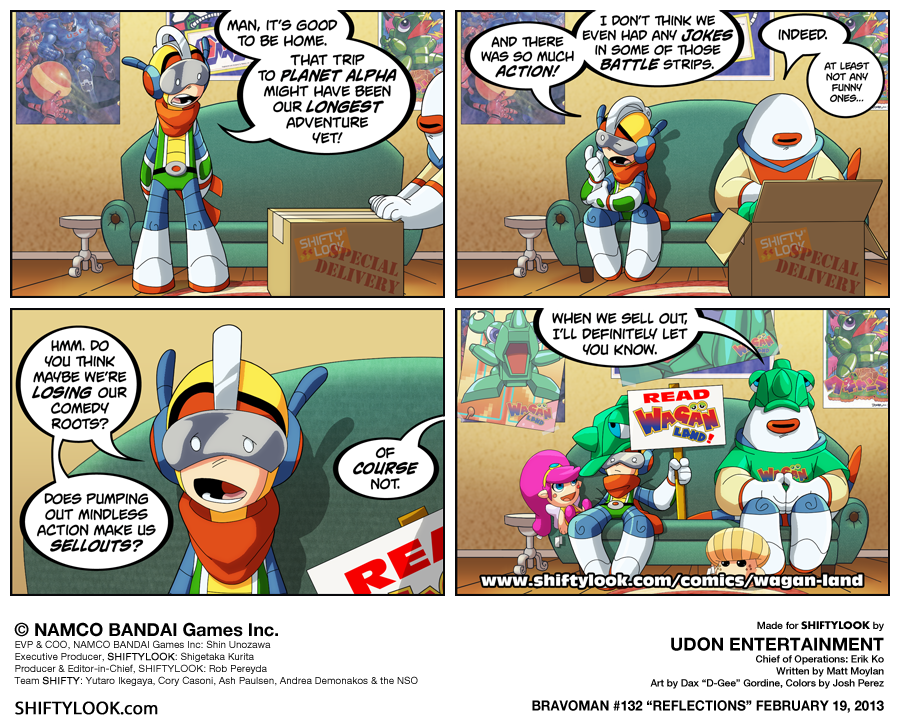 MAN, IT'S GOOD
TO BE HOME.
THAT TRIP
TO PLANET ALPHA
MIGHT HAVE BEEN
OUR LONGEST
ADVENTURE
YET!
SHIFTY
LOOK
SPECIAL
DELIVERY
AND THERE
WAS SO MUCH
ACTION!
I DON'T THINK WE
EVEN HAD ANY JOKES
IN SOME OF THOSE
BATTLE STRIPS.
INDEED.
AT LEAST
NOT ANY
FUNNY
ONES...
SHIFTY
LOOK
SPECIAL
DELIVERY
HMM. DO
YOU THINK
MAYBE WE'RE
LOSING OUR
COMEDY
ROOTS?
DOES PUMPING
OUT MINDLESS
ACTION MAKE US
SELLOUTS?
OF
COURSE
NOT.
REA
WHEN WE SELL OUT,
I'LL DEFINITELY LET
YOU KNOW.
WAGAN
LAND
WAGAN
LAND
READ
WAGAN
LAND!
WAGAN
www.shiftylook.com/comics/wagan-land
© NAMCO BANDAI Games Inc.
EVP & COO, NAMCO BANDAI Games Inc: Shin Unozawa
Executive Producer, SHIFTYLOOK: Shigetaka Kurita
Producer & Editor-in-Chief, SHIFTYLOOK: Rob Pereyda
Team SHIFTY: Yutaro Ikegaya, Cory Casoni, Ash Paulsen, Andrea Demonakos & the NSO
SHIFTYLOOK.com
Made for SHIFTYLOOK by
UDON ENTERTAINMENT
Chief of Operations: Erik Ko
Written by Matt Moylan
Art by Dax "D-Gee" Gordine, Colors by Josh Perez
BRAVOMAN #132 "REFLECTIONS" FEBRUARY 19, 2013